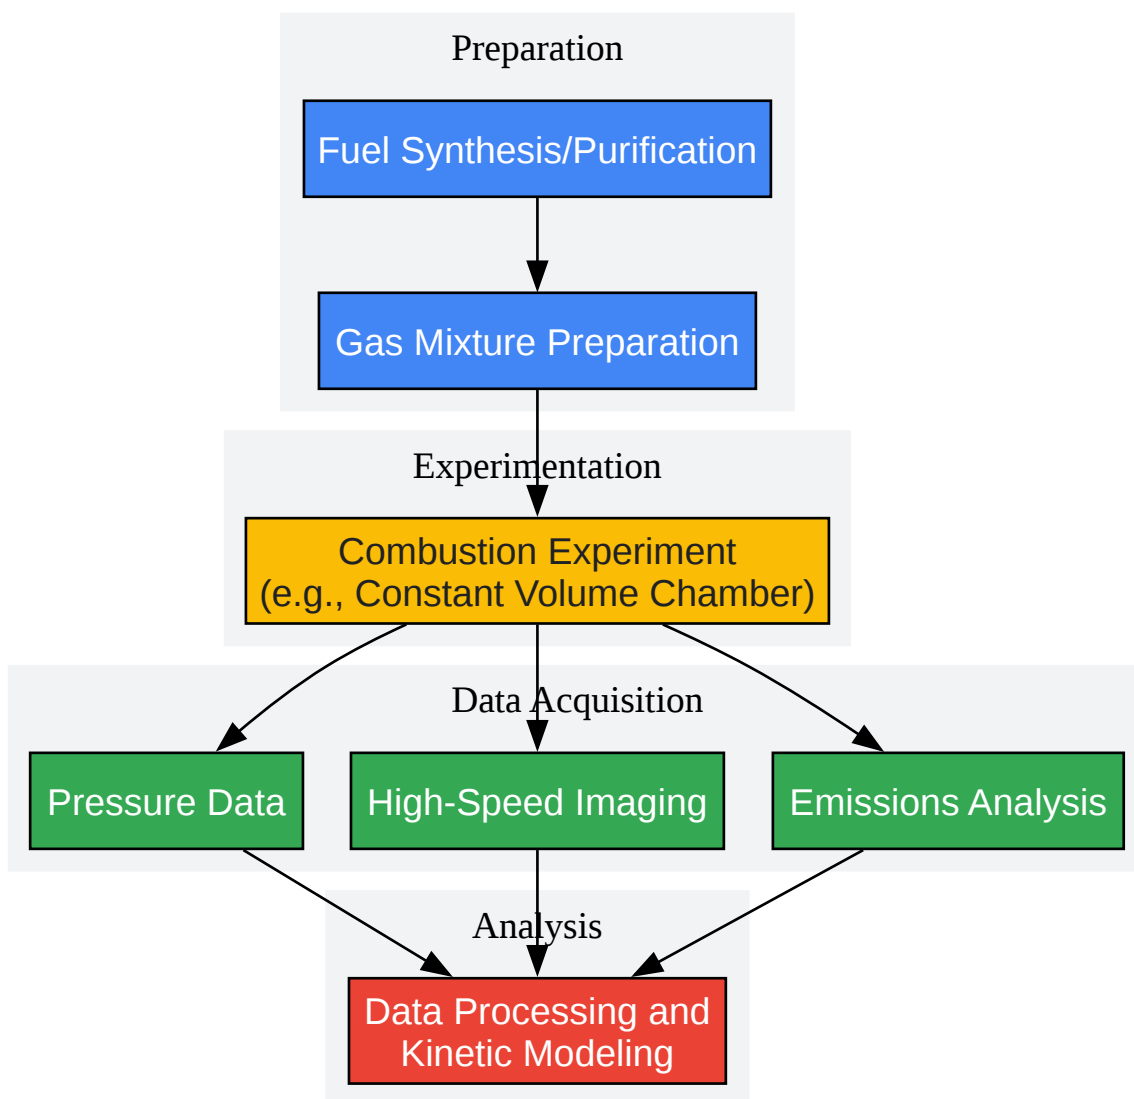 Preparation
Fuel Synthesis/Purification
Gas Mixture Preparation
Experimentation
Combustion Experiment
(e.g., Constant Volume Chamber)
Data Acquisition
Pressure Data
High-Speed Imaging
Emissions Analysis
Analysis
Data Processing and
Kinetic Modeling